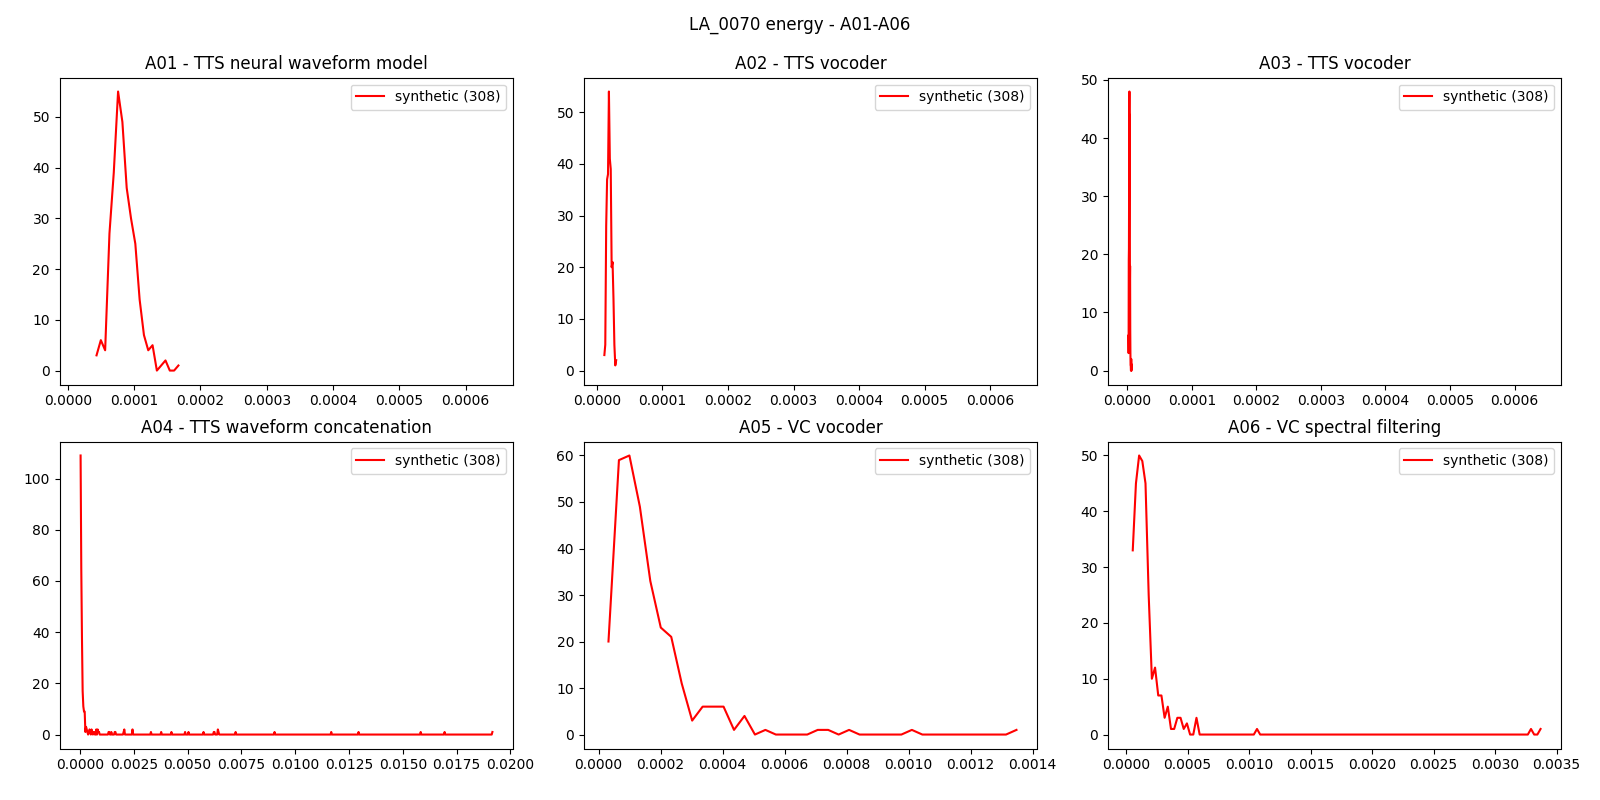 LA_0070 energy - A01-A06
A01 - TTS neural waveform model
synthetic (308)
50
40
30
20
10
0
0.0000 0.0001 0.0002 0.0003 0.0004 0.0005 0.0006
A02 - TTS vocoder
synthetic (308)
50
40
30
20
10
0
0.0000 0.0001 0.0002 0.0003 0.0004 0.0005 0.0006
A03 - TTS vocoder
synthetic (308)
50
40
30
20
10
0
0.0000 0.0001 0.0002 0.0003 0.0004 0.0005 0.0006
A04 - TTS waveform concatenation
synthetic (308)
100
80
60
40
20
0
0.0000 0.0025 0.0050 0.0075 0.0100 0.0125 0.0150 0.0175 0.0200
A05 - VC vocoder
synthetic (308)
60
50
40
30
20
10
0
0.0000 0.0002 0.0004 0.0006 0.0008 0.0010 0.0012 0.0014
A06 - VC spectral filtering
synthetic (308)
50
40
30
20
10
0
0.0000 0.0005 0.0010 0.0015 0.0020 0.0025 0.0030 0.0035